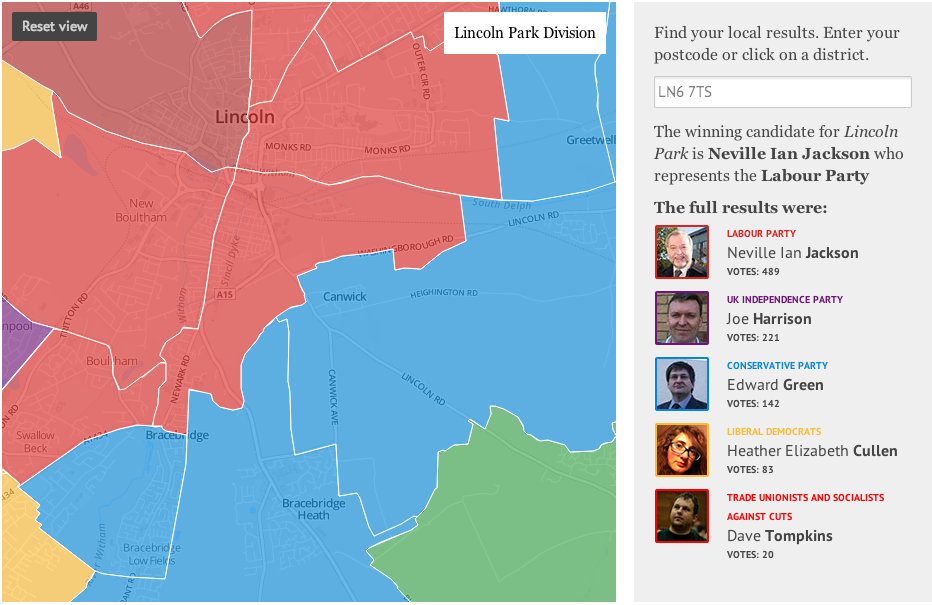 A46
Reset view
HAWTHORN RD
Lincoln Park Division
OUTER CIR RD
Lincoln
MONKS RD
MONKS RD
Greetwell
Witham
New
Boultham
South Delph
LINCOLN RD
WASHINGBOROUGH RD
Sincil Dyke
Witham
A15
Canwick
HEIGHINGTON RD
TRITTON RD
Boultham
NEWARK RD
CANWICK AVE
LINCOLN RD
Swallow
Beck
A1434
Bracebridge
Bracebridge
Heath
Witham
Bracebridge
Low Fields
Find your local results. Enter your
postcode or click on a district.
LN6 7TS
The winning candidate for Lincoln
Park is Neville Ian Jackson who
represents the Labour Party
The full results were:
LABOUR PARTY
Neville Ian Jackson
VOTES: 489
UK INDEPENDENCE PARTY
Joe Harrison
VOTES: 221
CONSERVATIVE PARTY
Edward Green
VOTES: 142
LIBERAL DEMOCRATS
Heather Elizabeth Cullen
VOTES: 83
TRADE UNIONISTS AND SOCIALISTS
AGAINST CUTS
Dave Tompkins
VOTES: 20